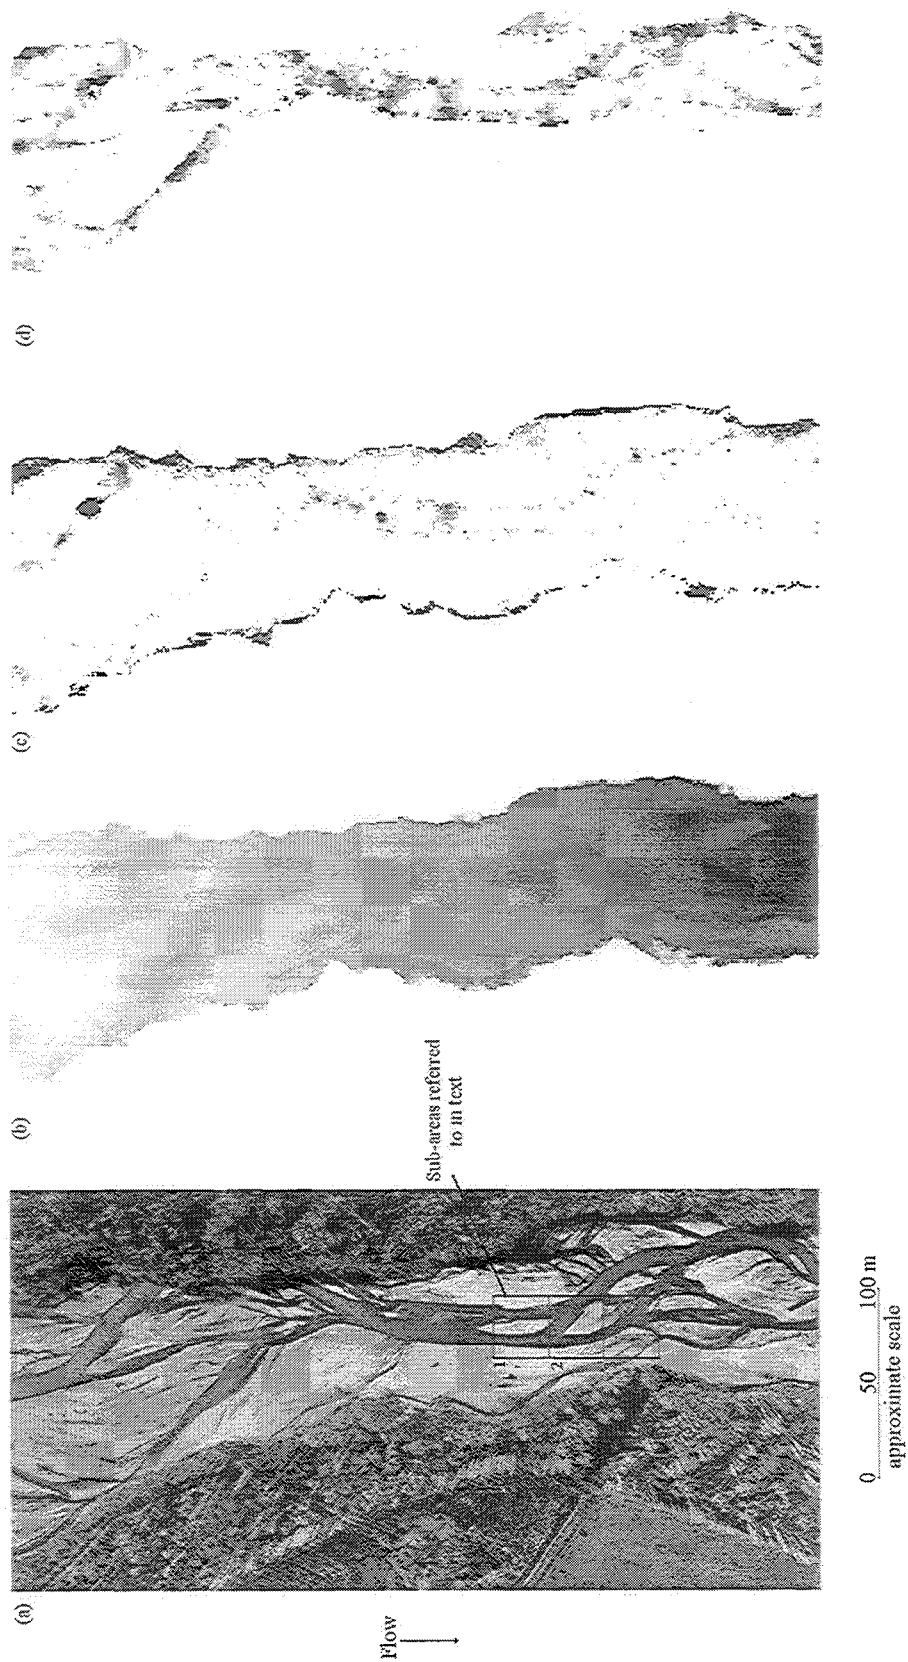 (a)
(b)
(c)
(d)
Flow
Sub-areas referred
to in text
1
2
0 50 100 m
approximate scale